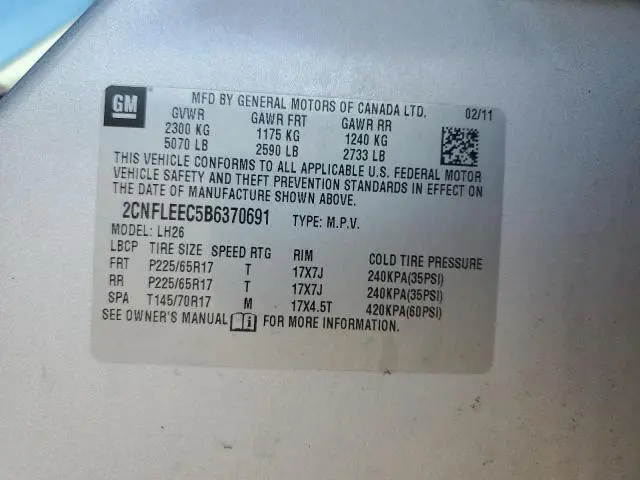 GM
MFD BY GENERAL MOTORS OF CANADA LTD. 02/11
GVWR GAWR FRT GAWR RR
2300 KG 1175 KG 1240 KG
5070 LB 2590 LB 2733 LB
THIS VEHICLE CONFORMS TO ALL APPLICABLE U.S. FEDERAL MOTOR
VEHICLE SAFETY AND THEFT PREVENTION STANDARDS IN EFFECT ON
THE DATE OF MANUFACTURE SHOWN ABOVE.
2CNFLEEC5B6370691 TYPE: M.P.V.
MODEL: LH26
LBCP TIRE SIZE SPEED RTG RIM COLD TIRE PRESSURE
FRT P225/65R17 T 17X7J 240KPA(35PSI)
RR P225/65R17 T 17X7J 240KPA(35PSI)
SPA T145/70R17 M 17X4.5T 420KPA(60PSI)
SEE OWNER'S MANUAL i FOR MORE INFORMATION.